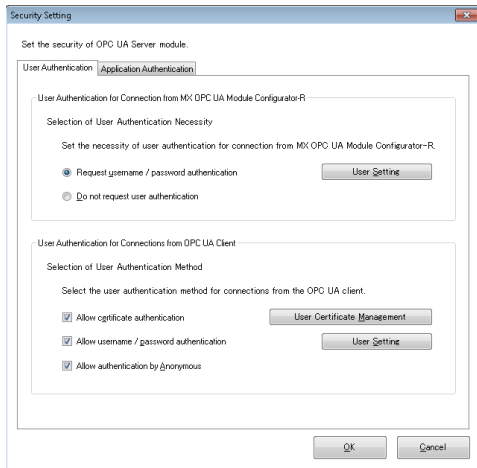 Security Setting
Set the security of OPC UA Server module.
User Authentication
Application Authentication
User Authentication for Connection from MX OPC UA Module Configurator-R
Selection of User Authentication Necessity
Set the necessity of user authentication for connection from MX OPC UA Module Configurator-R.
Request username / password authentication
User Setting
Do not request user authentication
User Authentication for Connections from OPC UA Client
Selection of User Authentication Method
Select the user authentication method for connections from the OPC UA client.
Allow certificate authentication
User Certificate Management
Allow username / password authentication
User Setting
Allow authentication by Anonymous
OK
Cancel